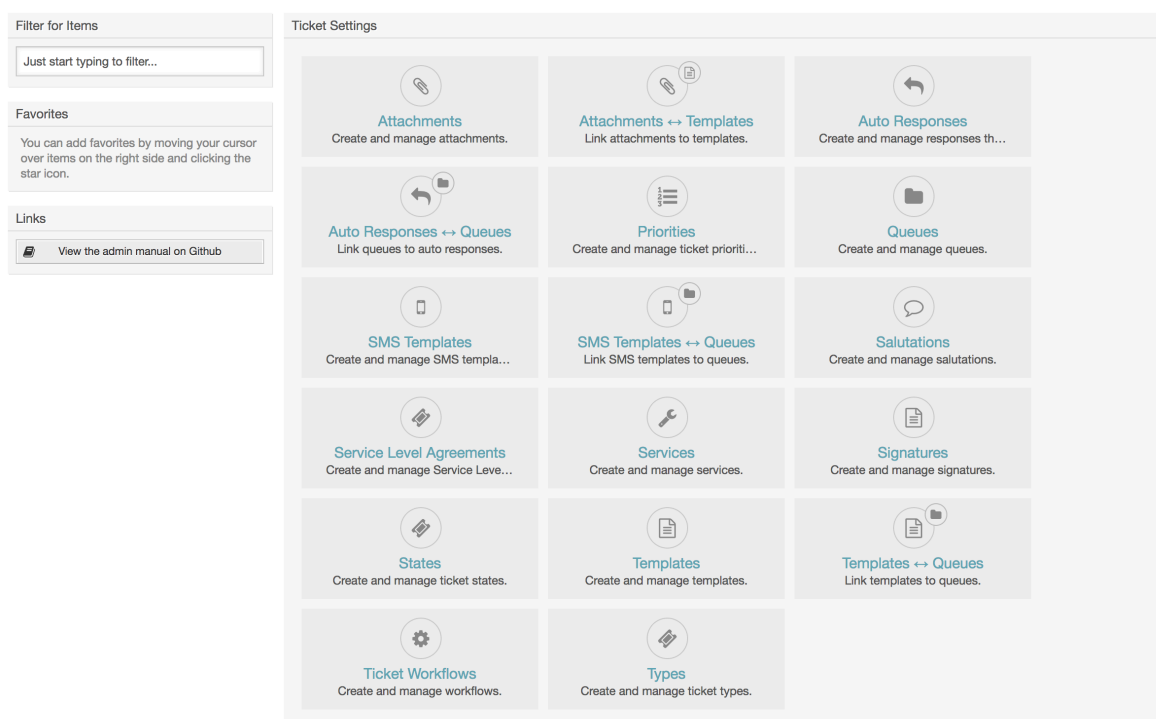 Filter for Items
Just start typing to filter...
Favorites
You can add favorites by moving your cursor
over items on the right side and clicking the
star icon.
Links
View the admin manual on Github
Ticket Settings
Attachments
Create and manage attachments.
Attachments ↔ Templates
Link attachments to templates.
Auto Responses
Create and manage responses th…
Auto Responses ↔ Queues
Link queues to auto responses.
Priorities
Create and manage ticket prioriti…
Queues
Create and manage queues.
SMS Templates
Create and manage SMS templa…
SMS Templates ↔ Queues
Link SMS templates to queues.
Salutations
Create and manage salutations.
Service Level Agreements
Create and manage Service Leve…
Services
Create and manage services.
Signatures
Create and manage signatures.
States
Create and manage ticket states.
Templates
Create and manage templates.
Templates ↔ Queues
Link templates to queues.
Ticket Workflows
Create and manage workflows.
Types
Create and manage ticket types.